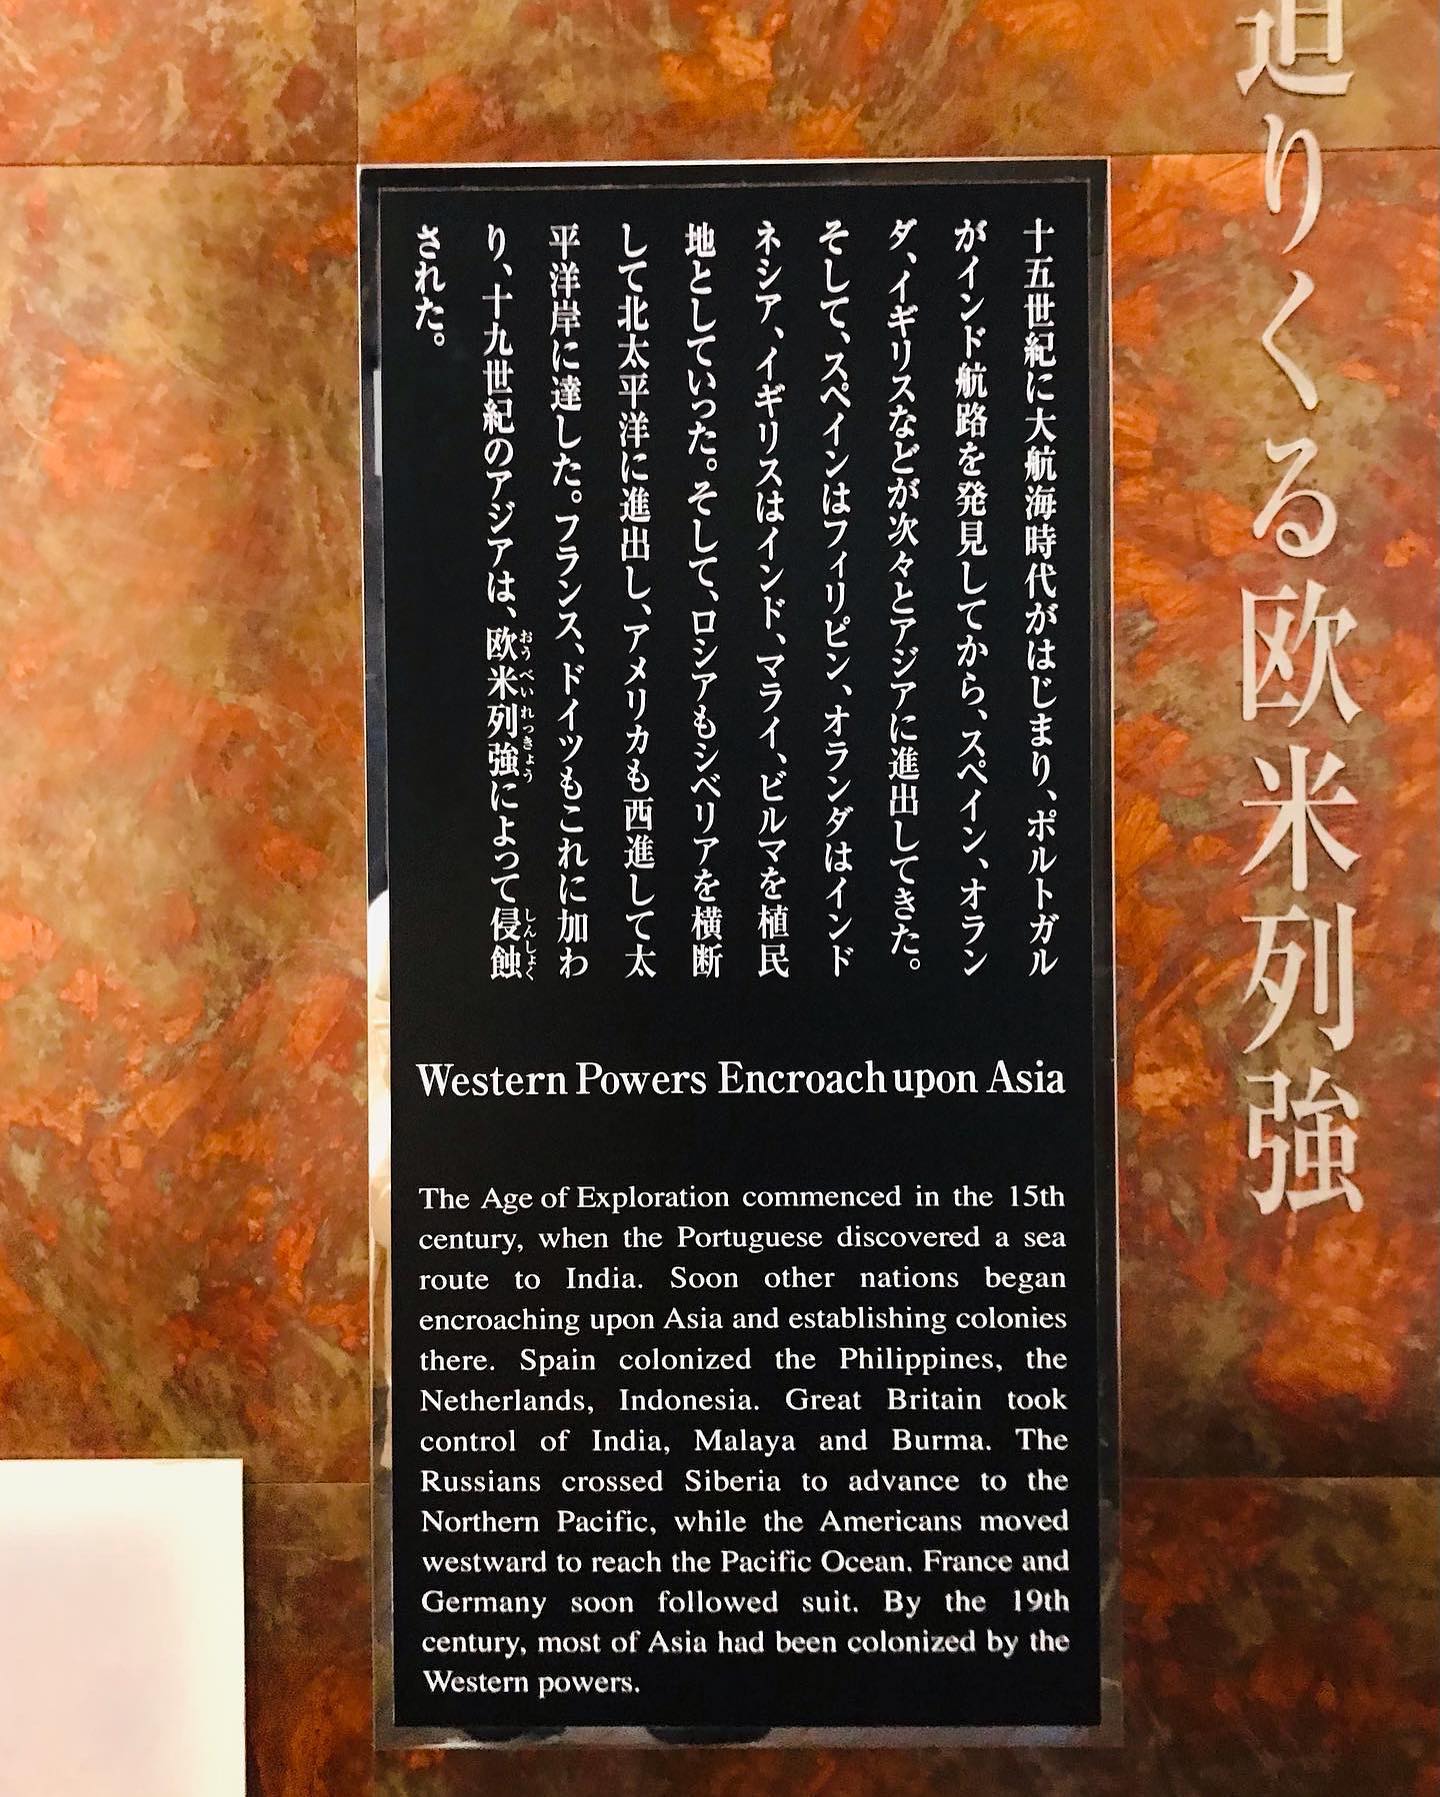 迫りくる欧米列強
十五世紀に大航海時代がはじまり、ポルトガル
がインド航路を発見してから、スペイン、オラン
ダ、イギリスなどが次々とアジアに進出してきた。
そして、スペインはフィリピン、オランダはインド
ネシア、イギリスはインド、マライ、ビルマを植民
地としていった。そして、ロシアもシベリアを横断
して北太平洋に進出し、アメリカも西進して太
平洋岸に達した。フランス、ドイツもこれに加わ
り、十九世紀のアジアは、欧米列強によって侵蝕
おうべいれっきょう
しんしょく
された。
Western Powers Encroach upon Asia
The Age of Exploration commenced in the 15th
century, when the Portuguese discovered a sea
route to India. Soon other nations began
encroaching upon Asia and establishing colonies
there. Spain colonized the Philippines, the
Netherlands, Indonesia. Great Britain took
control of India, Malaya and Burma. The
Russians crossed Siberia to advance to the
Northern Pacific, while the Americans moved
westward to reach the Pacific Ocean. France and
Germany soon followed suit. By the 19th
century, most of Asia had been colonized by the
Western powers.